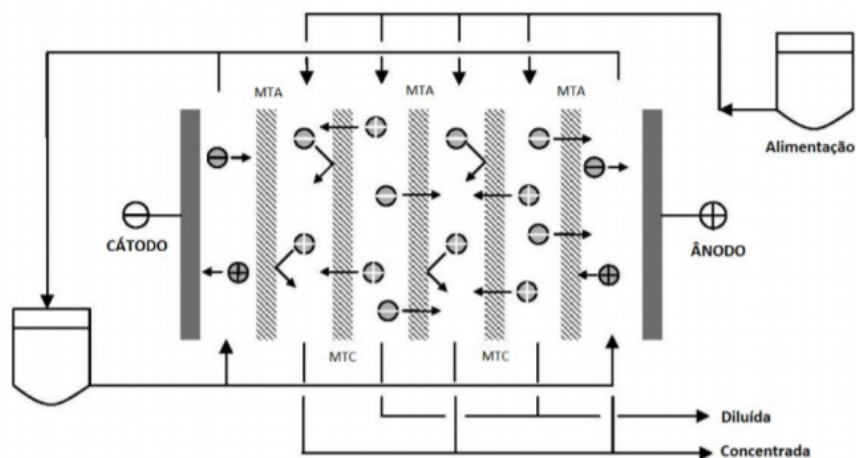 MTA
MTA
MTA
Alimentação
CÁTODO
ÂNODO
MTC
MTC
Diluída
Concentrada